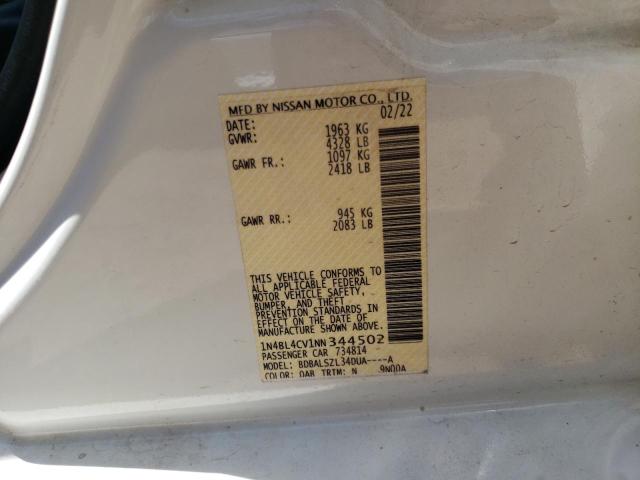 MFD BY NISSAN MOTOR CO., LTD.
DATE: 02/22
GVWR: 1963 KG
4328 LB
GAWR FR.: 1097 KG
2418 LB
GAWR RR.: 945 KG
2083 LB
THIS VEHICLE CONFORMS TO
ALL APPLICABLE FEDERAL
MOTOR VEHICLE SAFETY,
BUMPER, AND THEFT
PREVENTION STANDARDS IN
EFFECT ON THE DATE OF
MANUFACTURE SHOWN ABOVE.
1N4BL4CV1NN344502
PASSENGER CAR 734814
MODEL: BDBALSZL34DUA----A
COLOR: QAB TRIM: N 9N00A